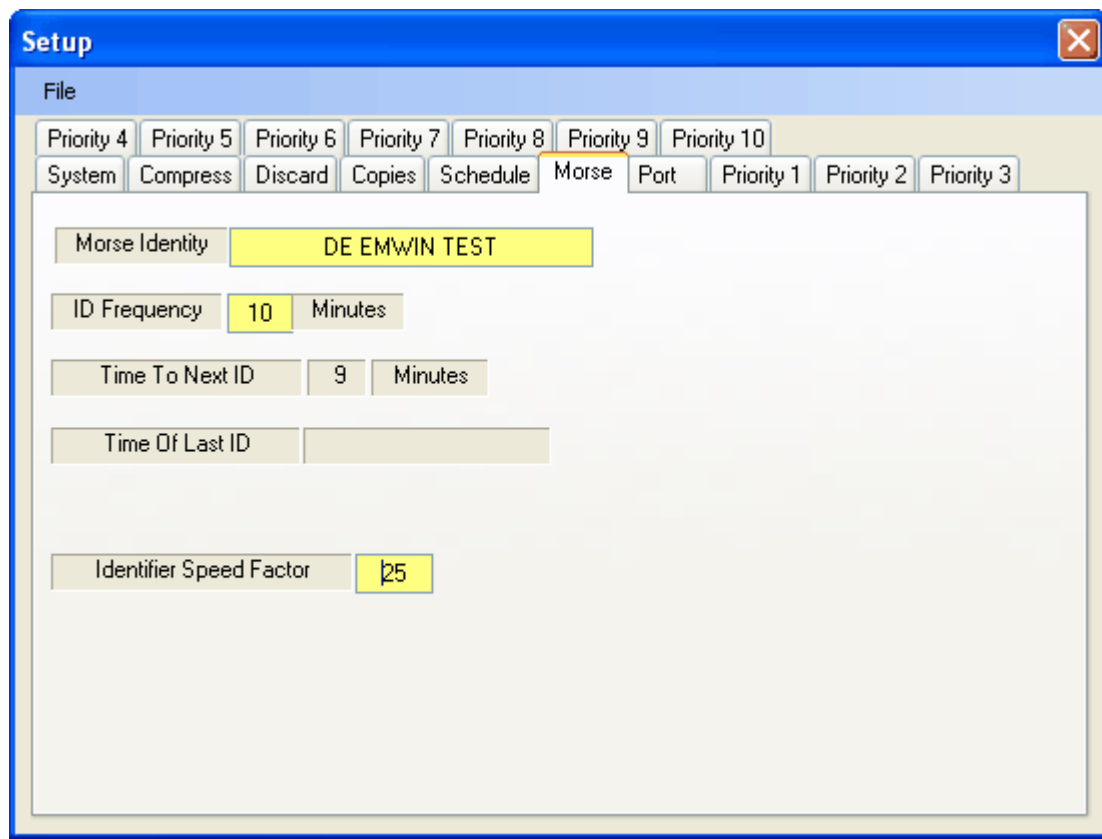 Setup
File
Priority 4 Priority 5 Priority 6 Priority 7 Priority 8 Priority 9 Priority 10
System Compress Discard Copies Schedule Morse Port Priority 1 Priority 2 Priority 3
Morse Identity DE EMWIN TEST
ID Frequency 10 Minutes
Time To Next ID 9 Minutes
Time Of Last ID
Identifier Speed Factor 25